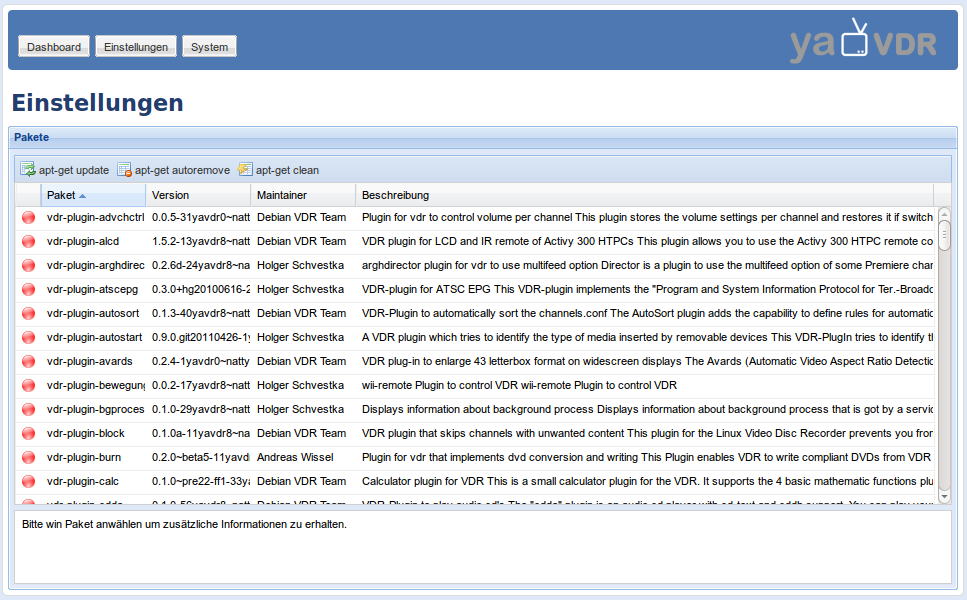 Dashboard Einstellungen System yaVDR
Einstellungen
Pakete
apt-get update apt-get autoremove apt-get clean
Paket Version Maintainer Beschreibung
vdr-plugin-advchctrl 0.0.5-31yavdr0~natt Debian VDR Team Plugin for vdr to control volume per channel This plugin stores the volume settings per channel and restores it if switch
vdr-plugin-alcd 1.5.2-13yavdr8~natt Debian VDR Team VDR plugin for LCD and IR remote of Activy 300 HTPCs This plugin allows you to use the Activy 300 HTPC remote co
vdr-plugin-arghdirec 0.2.6d-24yavdr8~na Holger Schvestka arghdirector plugin for vdr to use multifeed option Director is a plugin to use the multifeed option of some Premiere char
vdr-plugin-atscepg 0.3.0+hg20100616-2 Holger Schvestka VDR-plugin for ATSC EPG This VDR-plugin implements the "Program and System Information Protocol for Ter.-Broadc
vdr-plugin-autosort 0.1.3-40yavdr8~natt Debian VDR Team VDR-Plugin to automatically sort the channels.conf The AutoSort plugin adds the capability to define rules for automatic
vdr-plugin-autostart 0.9.0.git20110426-1y Holger Schvestka A VDR plugin which tries to identify the type of media inserted by removable devices This VDR-PlugIn tries to identify th
vdr-plugin-avards 0.2.4-1yavdr0~natty Debian VDR Team VDR plug-in to enlarge 43 letterbox format on widescreen displays The Avards (Automatic Video Aspect Ratio Detectio
vdr-plugin-bewegung 0.0.2-17yavdr8~natt Holger Schvestka wii-remote Plugin to control VDR wii-remote Plugin to control VDR
vdr-plugin-bgproces 0.1.0-29yavdr8~natt Holger Schvestka Displays information about background process Displays information about background process that is got by a servic
vdr-plugin-block 0.1.0a-11yavdr8~na Debian VDR Team VDR plugin that skips channels with unwanted content This plugin for the Linux Video Disc Recorder prevents you fror
vdr-plugin-burn 0.2.0~beta5-11yavdi Andreas Wissel Plugin for vdr that implements dvd conversion and writing This Plugin enables VDR to write compliant DVDs from VDR
vdr-plugin-calc 0.1.0~pre22-ff1-33ya Debian VDR Team Calculator plugin for VDR This is a small calculator plugin for the VDR. It supports the 4 basic mathematic functions plu
Bitte win Paket anwählen um zusätzliche Informationen zu erhalten.